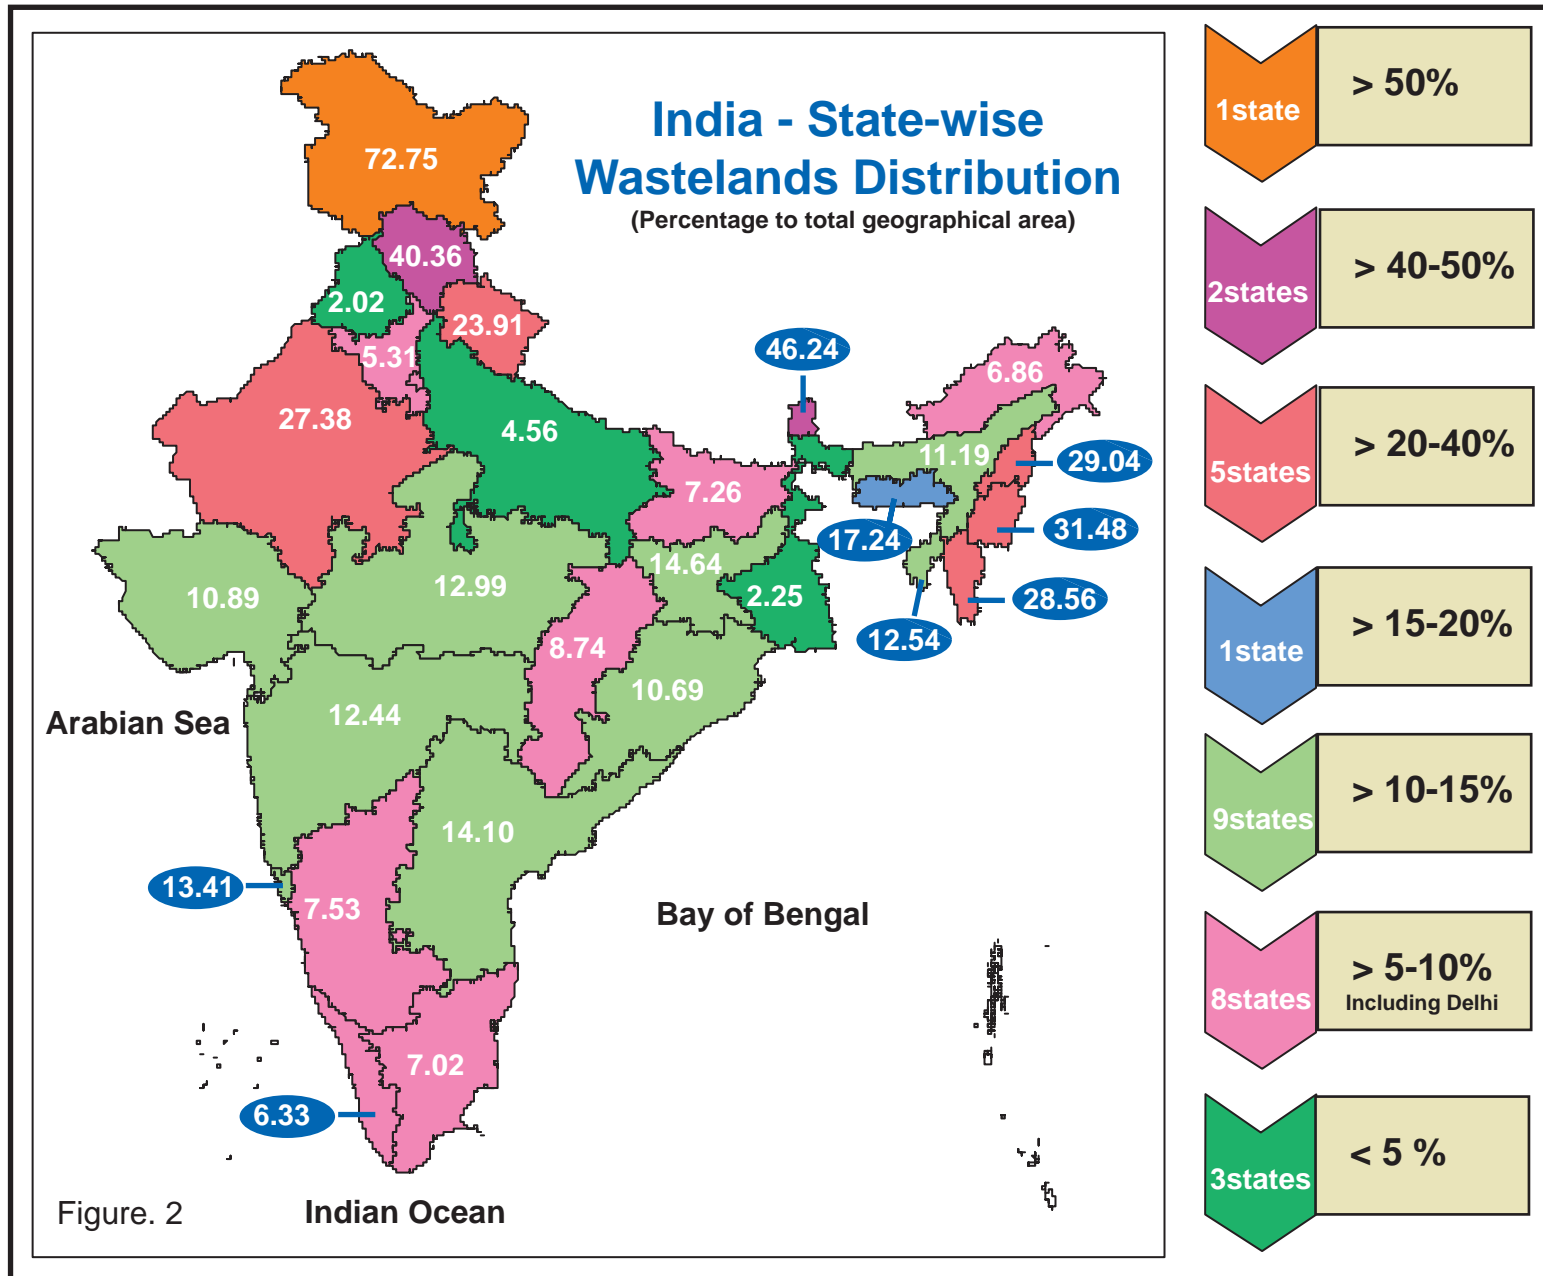 India - State-wise
Wastelands Distribution
(Percentage to total geographical area)
72.75
40.36
2.02
23.91
5.31
46.24
6.86
27.38
4.56
11.19
29.04
7.26
17.24
31.48
14.64
10.89
12.99
2.25
28.56
12.54
8.74
10.69
12.44
Arabian Sea
14.10
13.41
7.53
Bay of Bengal
7.02
6.33
Figure. 2
Indian Ocean
1state
> 50%
2states
> 40-50%
5states
> 20-40%
1state
> 15-20%
9states
> 10-15%
8states
> 5-10%
Including Delhi
3states
< 5 %